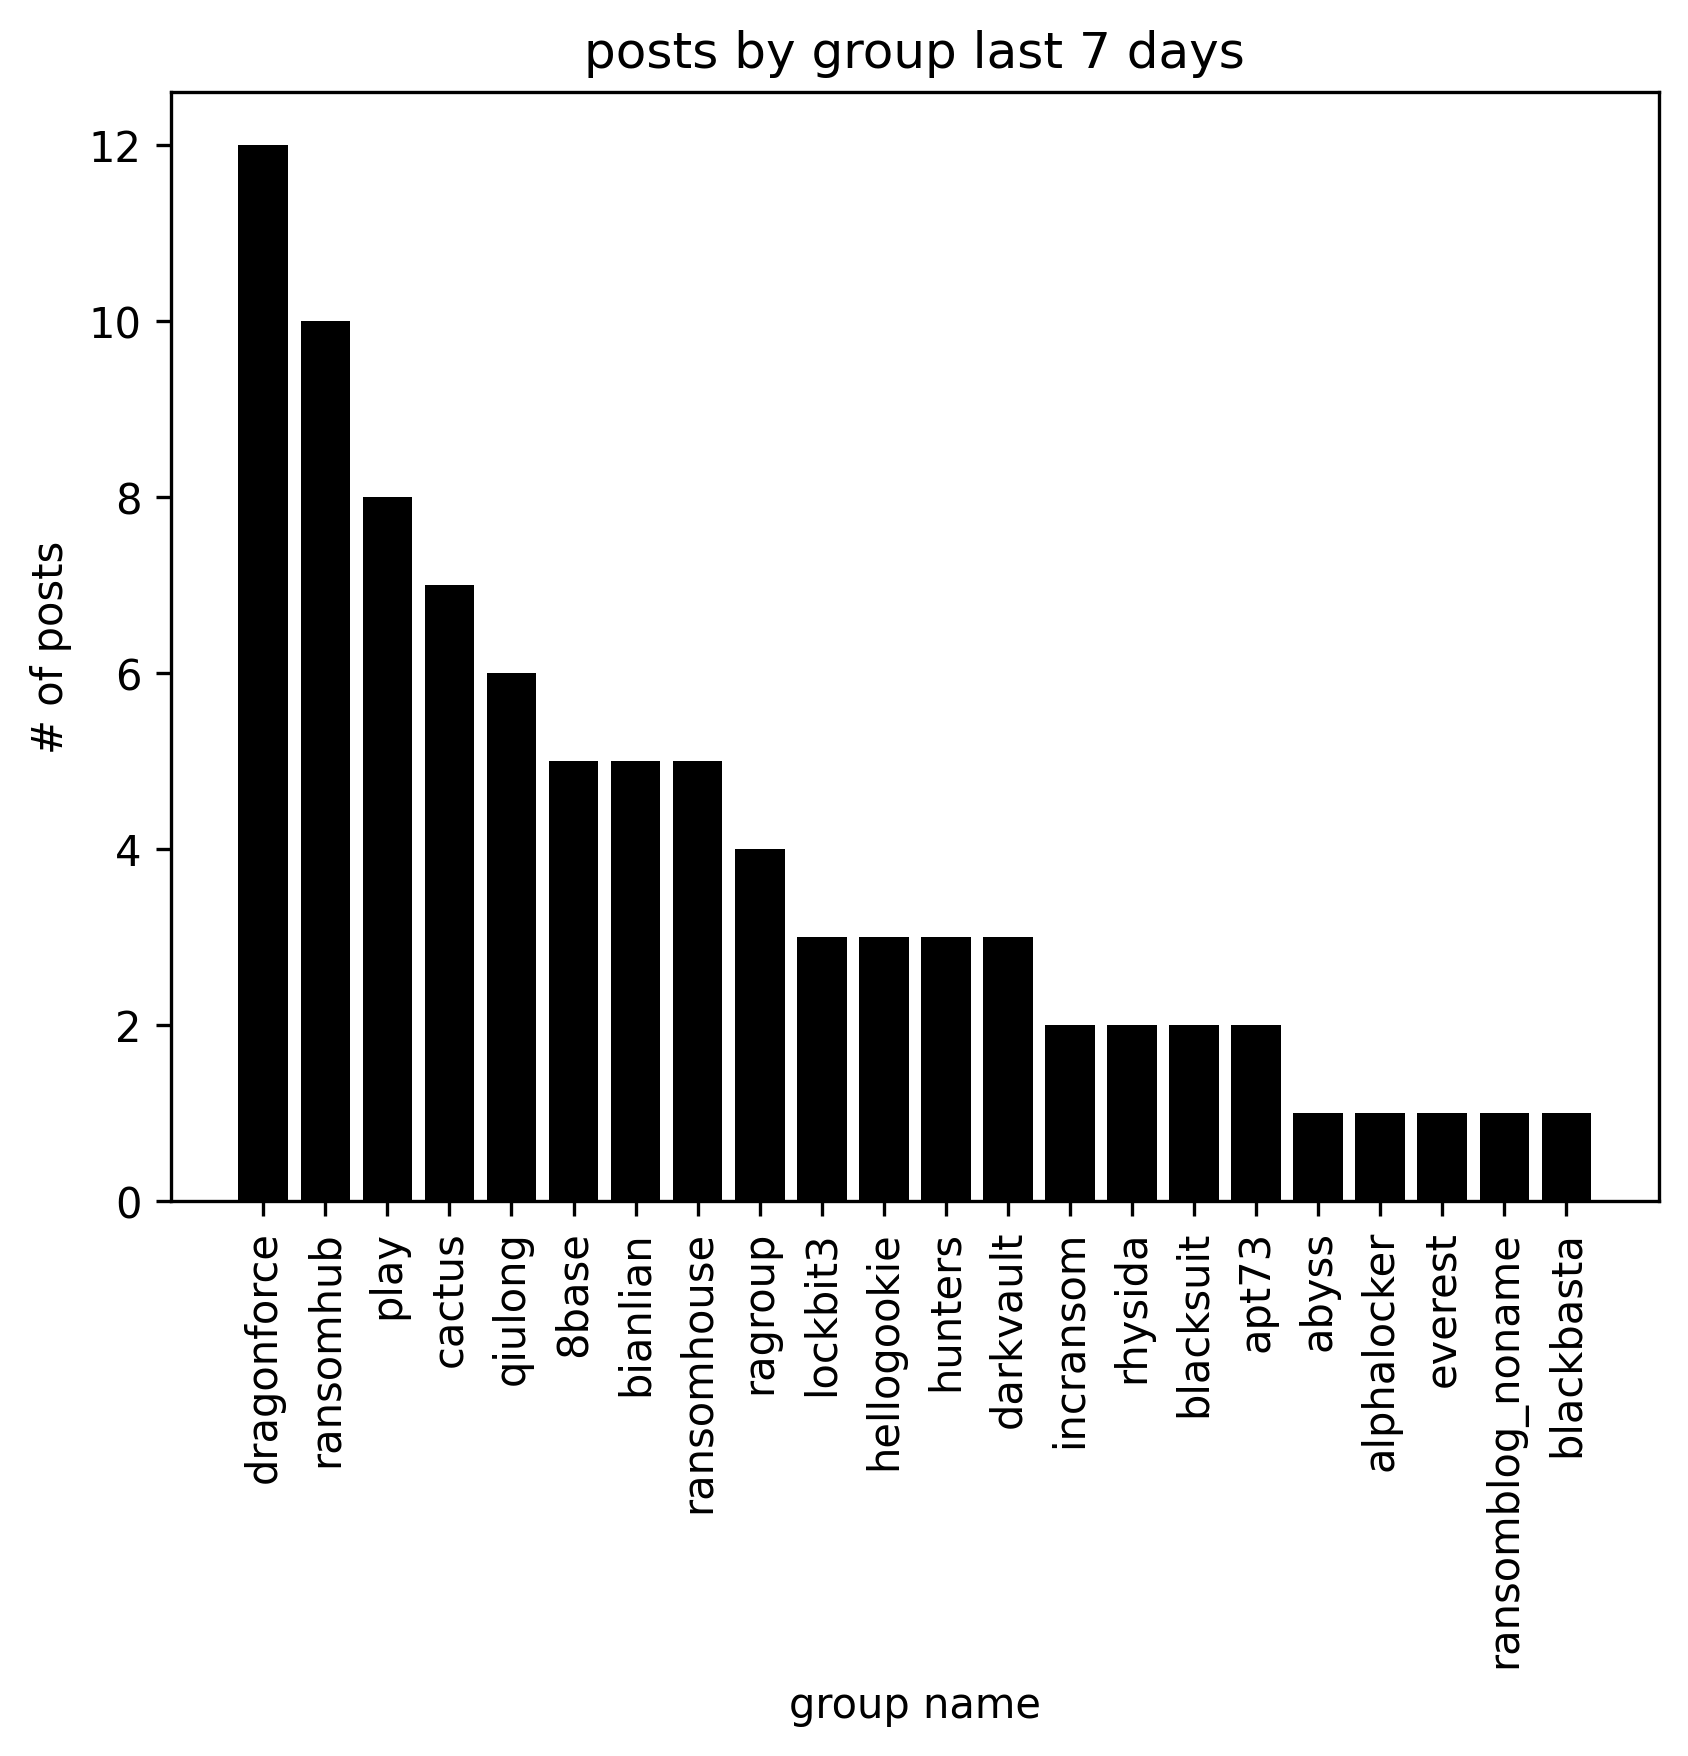 posts by group last 7 days
12
10
8
6
4
2
0
# of posts
dragonforce
ransomhub
play
cactus
qiulong
8base
bianlian
ransomhouse
ragroup
lockbit3
hellogookie
hunters
darkvault
incransom
rhysida
blacksuit
apt73
abyss
alphalocker
everest
ransomblog_noname
blackbasta
group name